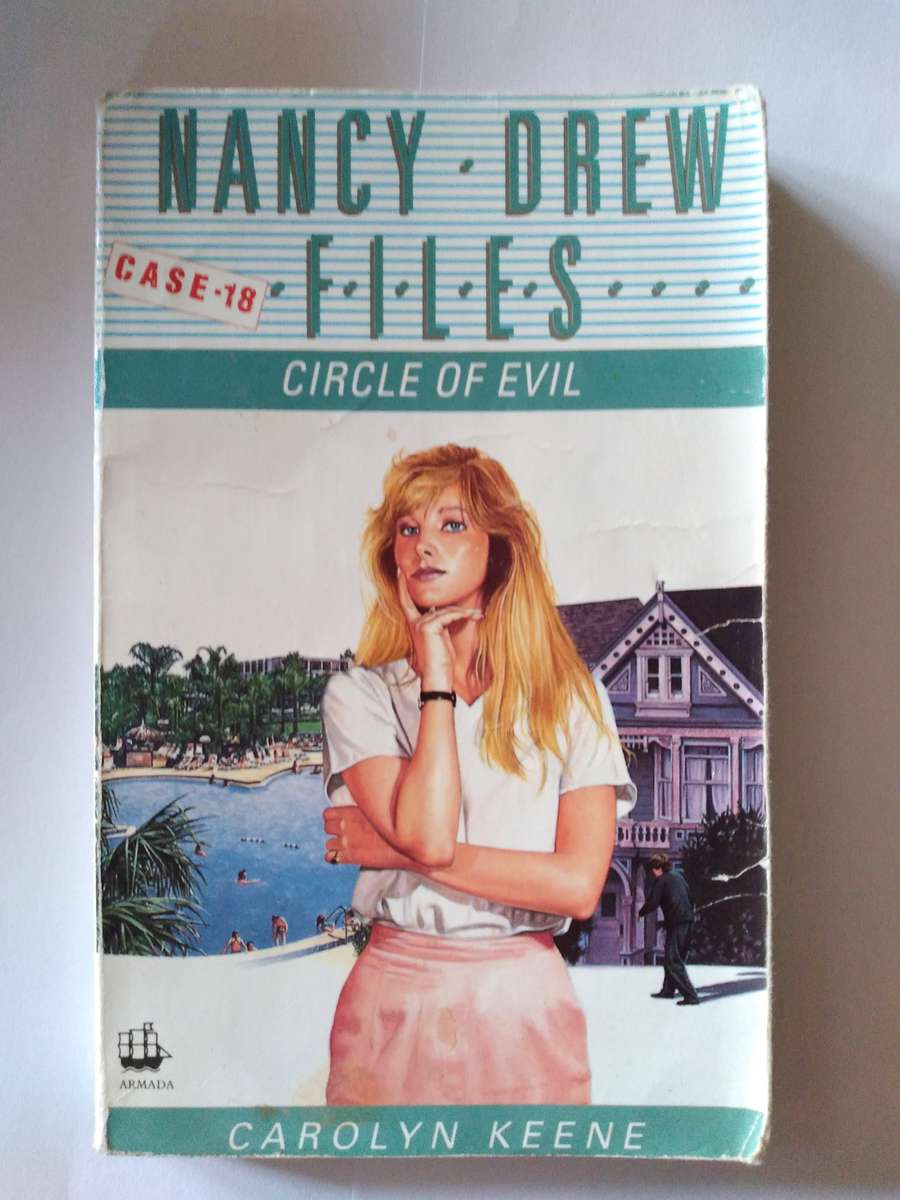 NANCY · DREW
CASE-18
·F·I·L·E·S·····
CIRCLE OF EVIL
ARMADA
CAROLYN KEENE